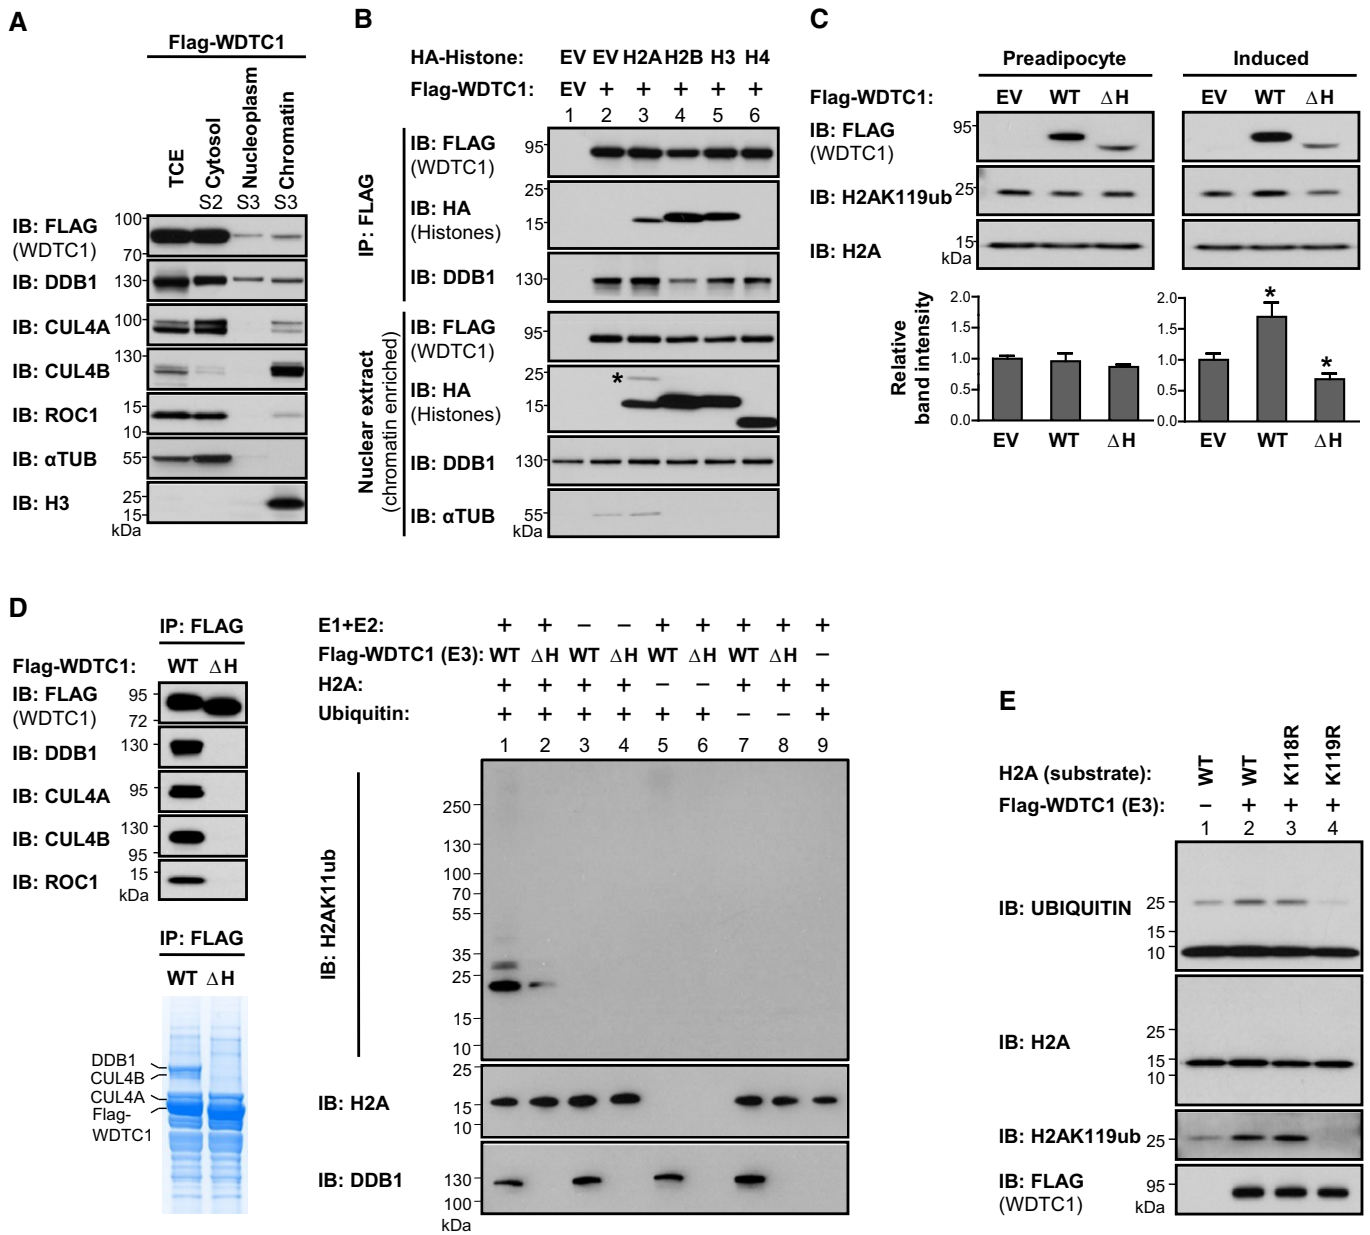 A
Flag-WDTC1
TCE
Cytosol
Nucleoplasm
Chromatin
S2 S3 S3
IB: FLAG
(WDTC1)
100
70
IB: DDB1
130
IB: CUL4A
100
IB: CUL4B
130
IB: ROC1
15
10
IB: αTUB
55
IB: H3
25
15
kDa
B
HA-Histone: EV EV H2A H2B H3 H4
Flag-WDTC1: EV + + + + +
1 2 3 4 5 6
IP: FLAG
IB: FLAG
(WDTC1)
95
IB: HA
(Histones)
25
15
IB: DDB1
130
Nuclear extract
(chromatin enriched)
IB: FLAG
(WDTC1)
95
IB: HA
(Histones)
25
15
*
IB: DDB1
130
IB: αTUB
55
kDa
C
Preadipocyte Induced
Flag-WDTC1: EV WT ΔH EV WT ΔH
IB: FLAG
(WDTC1)
95
IB: H2AK119ub
25
IB: H2A
15
kDa
Relative
band intensity
2.0
1.5
1.0
0.5
0.0
EV WT ΔH
2.0
1.5
1.0
0.5
0.0
*
*
EV WT ΔH
D
IP: FLAG
Flag-WDTC1: WT ΔH
IB: FLAG
(WDTC1)
95
72
IB: DDB1
130
IB: CUL4A
95
IB: CUL4B
130
95
IB: ROC1
15
kDa
IP: FLAG
WT ΔH
DDB1
CUL4B
CUL4A
Flag-
WDTC1
E1+E2: + + – – + + + + +
Flag-WDTC1 (E3): WT ΔH WT ΔH WT ΔH WT ΔH –
H2A: + + + + – – + + +
Ubiquitin: + + + + + + – – +
1 2 3 4 5 6 7 8 9
IB: H2AK11ub
250
130
100
70
55
35
25
15
10
IB: H2A
25
15
10
IB: DDB1
130
100
kDa
E
H2A (substrate): WT WT K118R K119R
Flag-WDTC1 (E3): – + + +
1 2 3 4
IB: UBIQUITIN
25
15
10
IB: H2A
25
15
10
IB: H2AK119ub
25
IB: FLAG
(WDTC1)
95
kDa